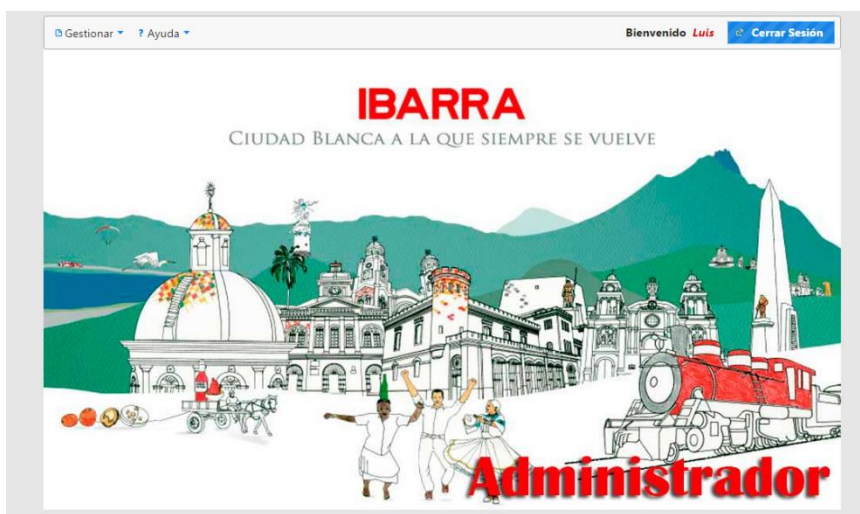 Gestionar ? Ayuda Bienvenido Luis Cerrar Sesión
IBARRA
CIUDAD BLANCA A LA QUE SIEMPRE SE VUELVE
Administrador